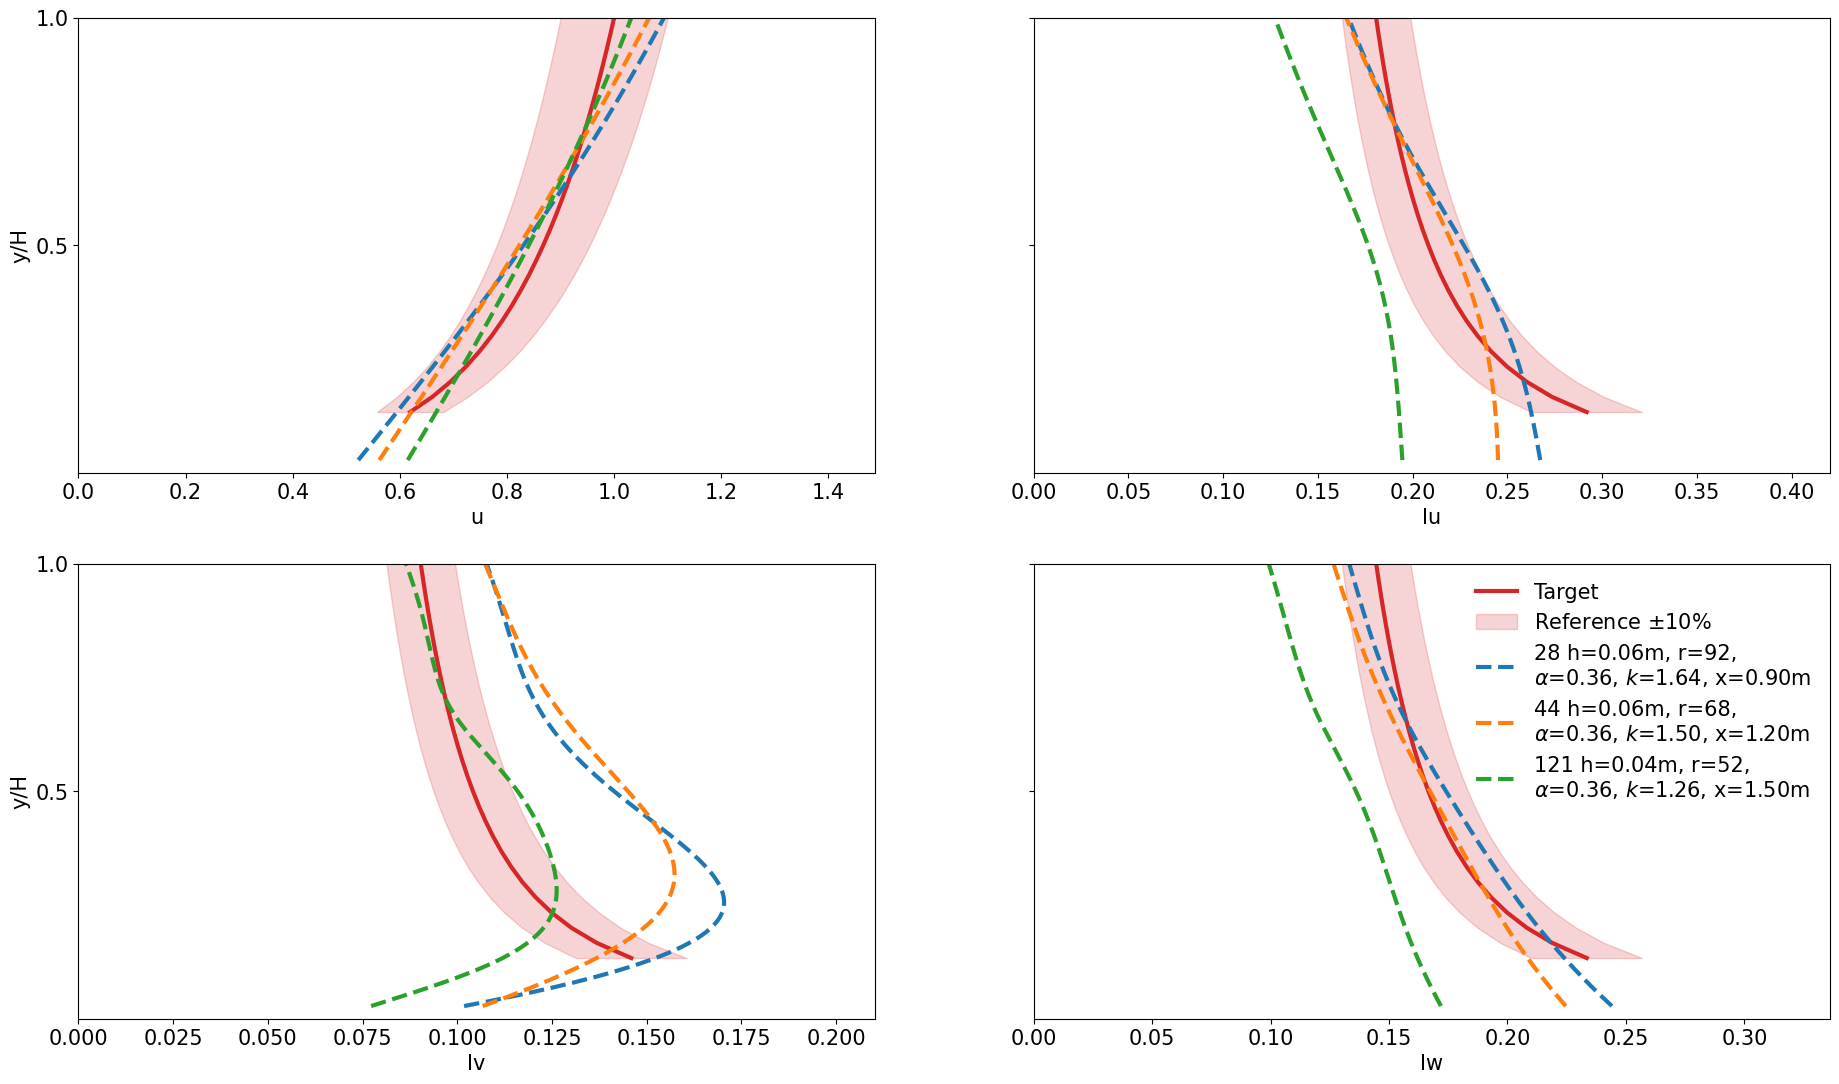 1.0
0.5
y/H
0.0 0.2 0.4 0.6 0.8 1.0 1.2 1.4
u
0.00 0.05 0.10 0.15 0.20 0.25 0.30 0.35 0.40
Iu
1.0
0.5
y/H
0.000 0.025 0.050 0.075 0.100 0.125 0.150 0.175 0.200
Iv
Target
Reference ±10%
28 h=0.06m, r=92,
α=0.36, k=1.64, x=0.90m
44 h=0.06m, r=68,
α=0.36, k=1.50, x=1.20m
121 h=0.04m, r=52,
α=0.36, k=1.26, x=1.50m
0.00 0.05 0.10 0.15 0.20 0.25 0.30
Iw